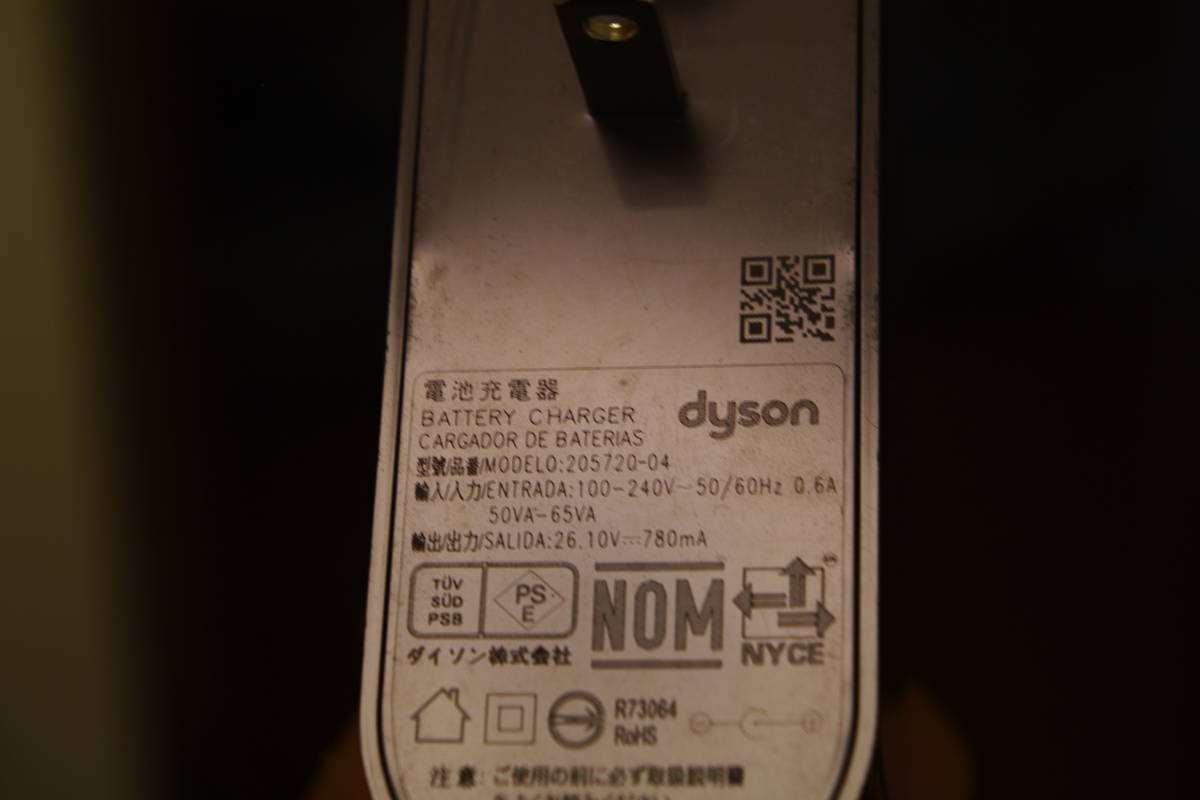 電池充電器
BATTERY CHARGER
CARGADOR DE BATERIAS
dyson
型號/品番/MODELO:205720-04
輸入/入力/ENTRADA:100-240V~50/60Hz 0.6A
50VA-65VA
輸出/出力/SALIDA:26.10V⎓780mA
TÜV
SÜD
PSB
PS
E
NOM
NYCE
ダイソン株式会社
R73064
RoHS
注意: ご使用の前に必ず取扱説明書